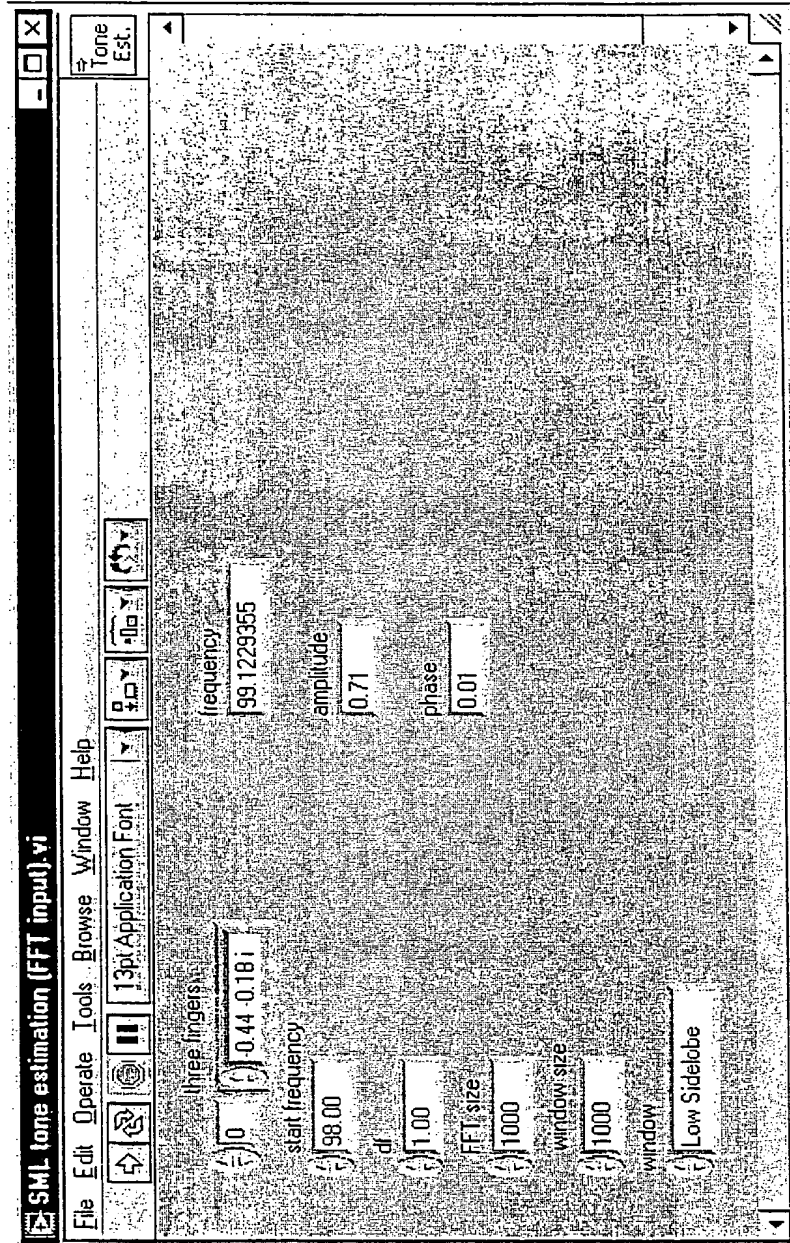 SML tone estimation (FFT input).vi
File Edit Operate Tools Browse Window Help
13pt Application Font
Tone
Est.
three fingers
0
-0.44 -0.18 i
start frequency
98.00
df
1.00
FFT size
1000
window size
1000
window
Low Sidelobe
frequency
99.1229355
amplitude
0.71
phase
0.01